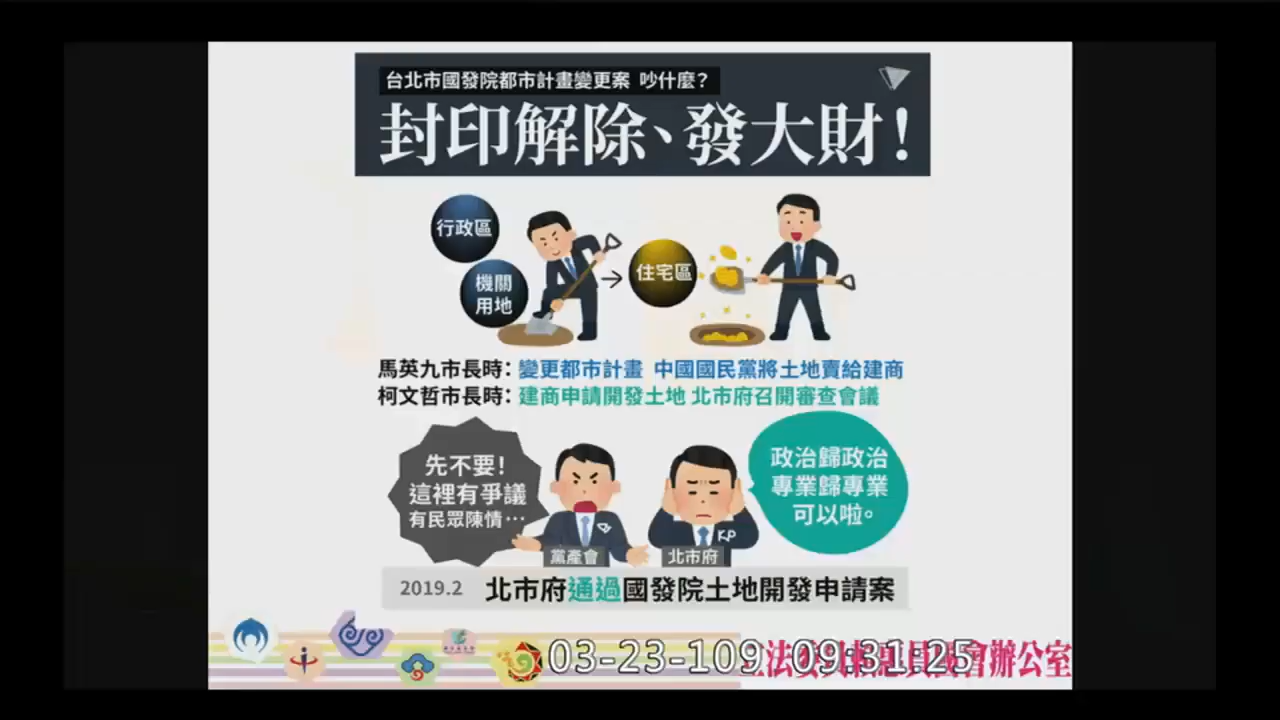 台北市國發院都市計畫變更案 吵什麼?
封印解除、發大財!
行政區
機關
用地
住宅區
馬英九市長時: 變更都市計畫 中國國民黨將土地賣給建商
柯文哲市長時: 建商申請開發土地 北市府召開審查會議
先不要!
這裡有爭議
有民眾陳情…
政治歸政治
專業歸專業
可以啦。
KP
黨產會
北市府
2019.2 北市府通過國發院土地開發申請案
03-23-109 09:31:25
會辦公室